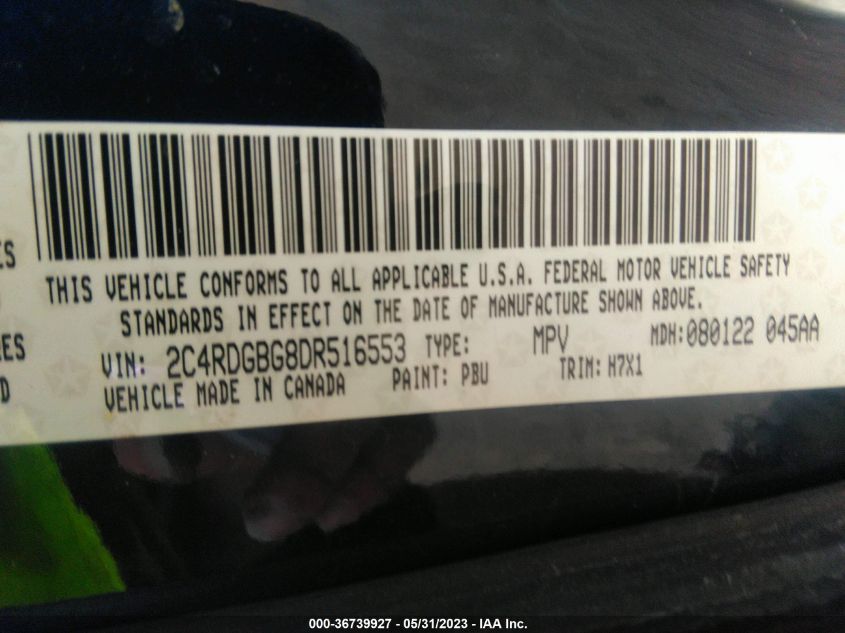 ES
THIS VEHICLE CONFORMS TO ALL APPLICABLE U.S.A. FEDERAL MOTOR VEHICLE SAFETY
STANDARDS IN EFFECT ON THE DATE OF MANUFACTURE SHOWN ABOVE.
RES
VIN: 2C4RDGBG8DR516553 TYPE: MPV MDH:080122 045AA
D
VEHICLE MADE IN CANADA PAINT: PBU TRIM: H7X1
000-36739927 - 05/31/2023 - IAA Inc.